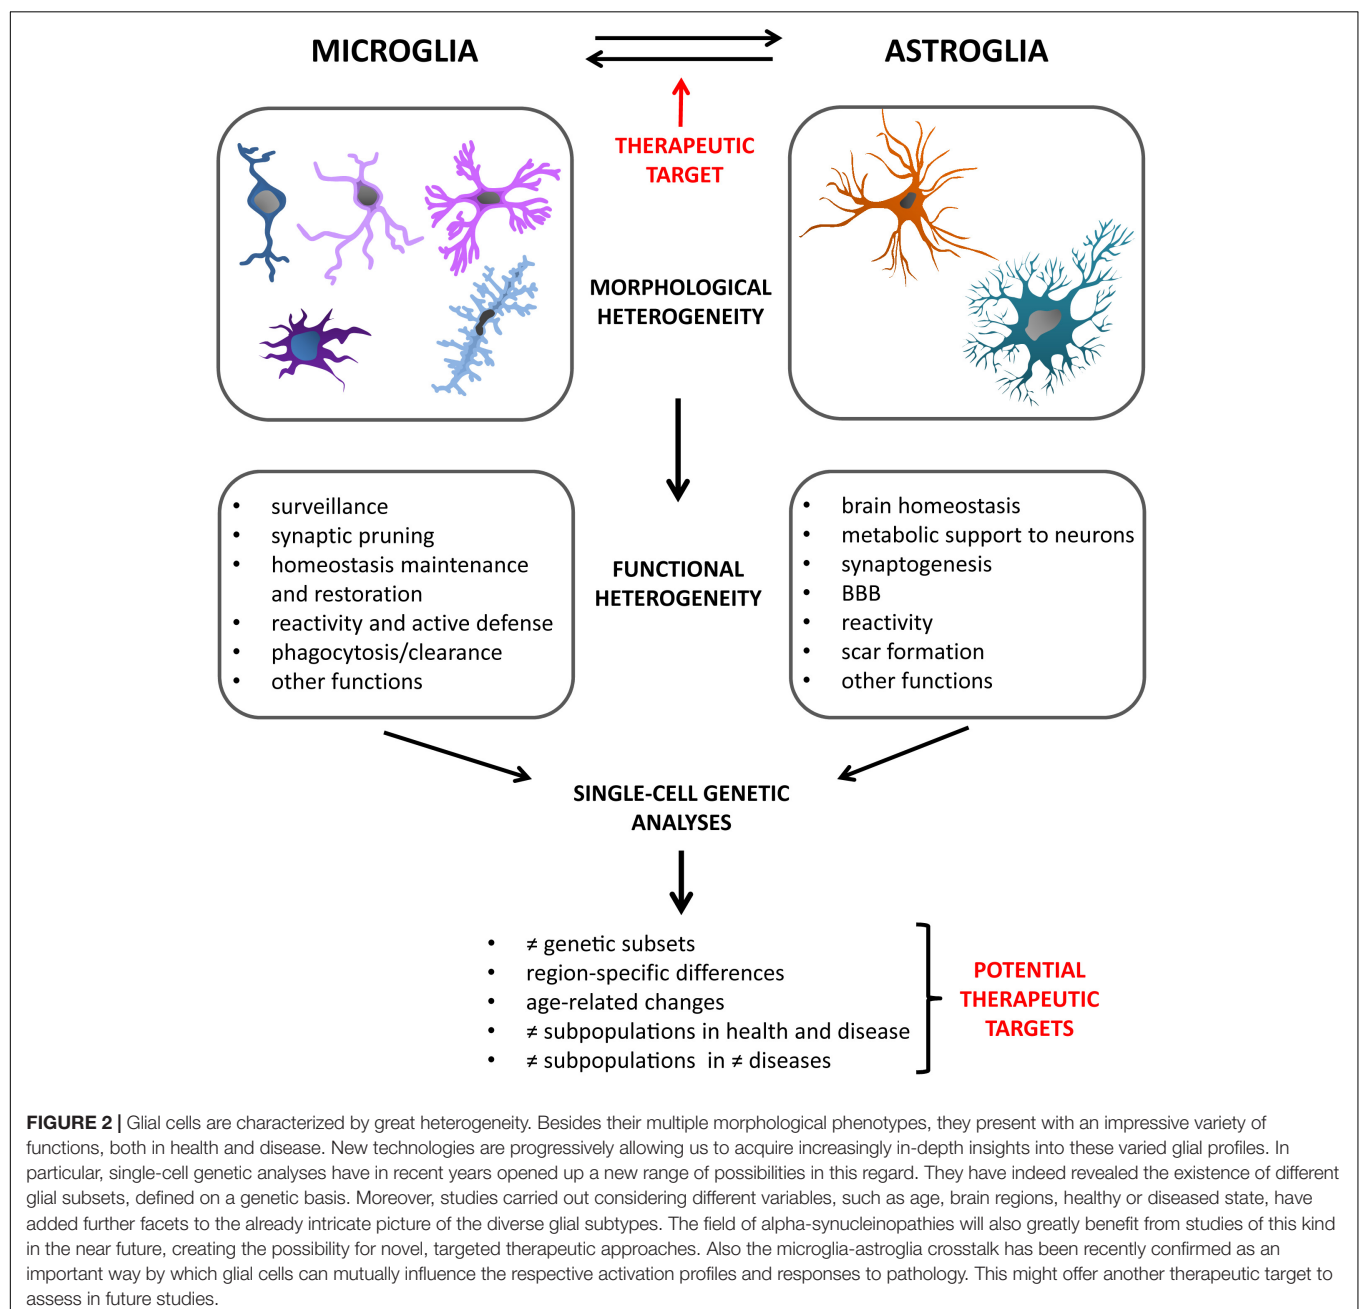 MICROGLIA
ASTROGLIA
THERAPEUTIC
TARGET
MORPHOLOGICAL
HETEROGENEITY
• surveillance
• synaptic pruning
• homeostasis maintenance
and restoration
• reactivity and active defense
• phagocytosis/clearance
• other functions
FUNCTIONAL
HETEROGENEITY
• brain homeostasis
• metabolic support to neurons
• synaptogenesis
• BBB
• reactivity
• scar formation
• other functions
SINGLE-CELL GENETIC
ANALYSES
• ≠ genetic subsets
• region-specific differences
• age-related changes
• ≠ subpopulations in health and disease
• ≠ subpopulations in ≠ diseases
POTENTIAL
THERAPEUTIC
TARGETS
FIGURE 2 | Glial cells are characterized by great heterogeneity. Besides their multiple morphological phenotypes, they present with an impressive variety of
functions, both in health and disease. New technologies are progressively allowing us to acquire increasingly in-depth insights into these varied glial profiles. In
particular, single-cell genetic analyses have in recent years opened up a new range of possibilities in this regard. They have indeed revealed the existence of different
glial subsets, defined on a genetic basis. Moreover, studies carried out considering different variables, such as age, brain regions, healthy or diseased state, have
added further facets to the already intricate picture of the diverse glial subtypes. The field of alpha-synucleinopathies will also greatly benefit from studies of this kind
in the near future, creating the possibility for novel, targeted therapeutic approaches. Also the microglia-astroglia crosstalk has been recently confirmed as an
important way by which glial cells can mutually influence the respective activation profiles and responses to pathology. This might offer another therapeutic target to
assess in future studies.